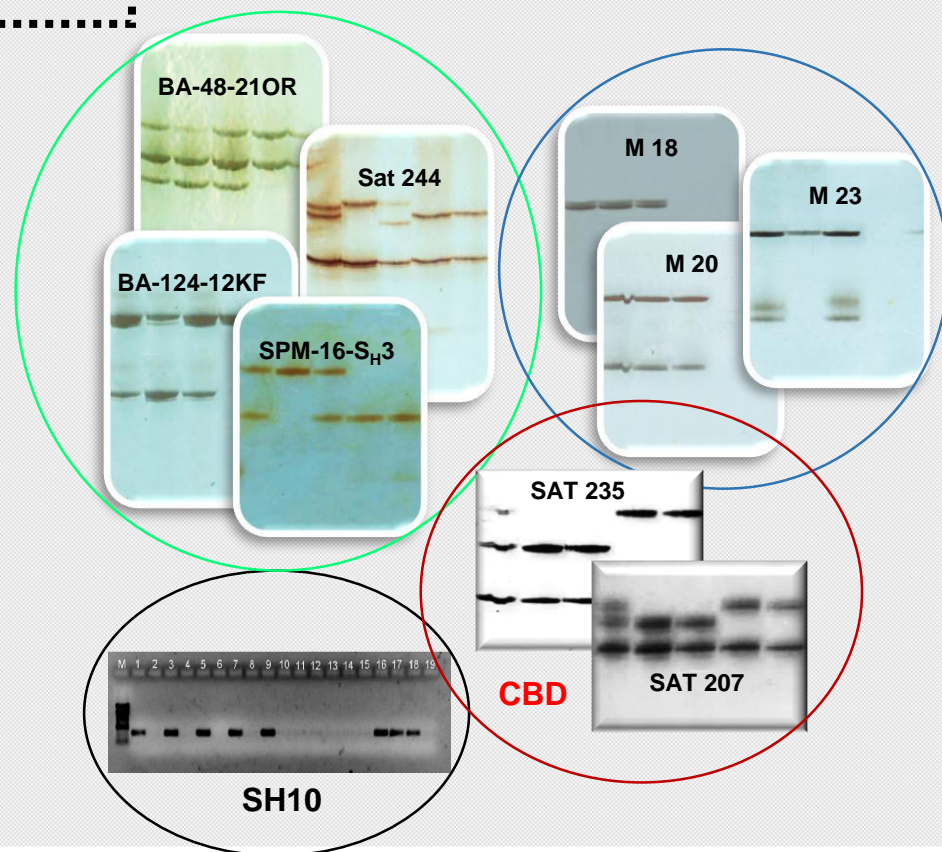 BA-48-21OR
Sat 244
BA-124-12KF
SPM-16-SH3
M 18
M 23
M 20
SAT 235
SAT 207
CBD
M 1 2 3 4 5 6 7 8 9 10 11 12 13 14 15 16 17 18 19
SH10